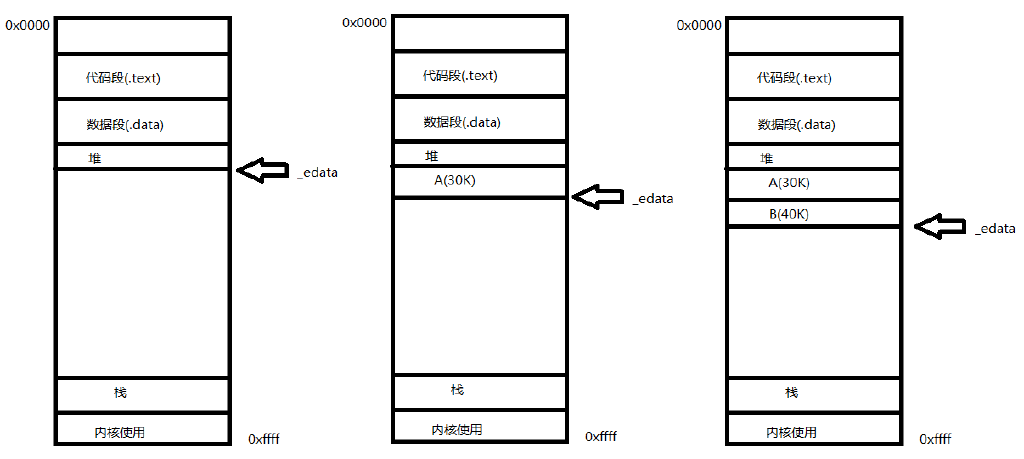 0x0000
代码段(.text)
数据段(.data)
堆
_edata
栈
内核使用
0xffff
0x0000
代码段(.text)
数据段(.data)
堆
A(30K)
_edata
栈
内核使用
0xffff
0x0000
代码段(.text)
数据段(.data)
堆
A(30K)
B(40K)
_edata
栈
内核使用
0xffff